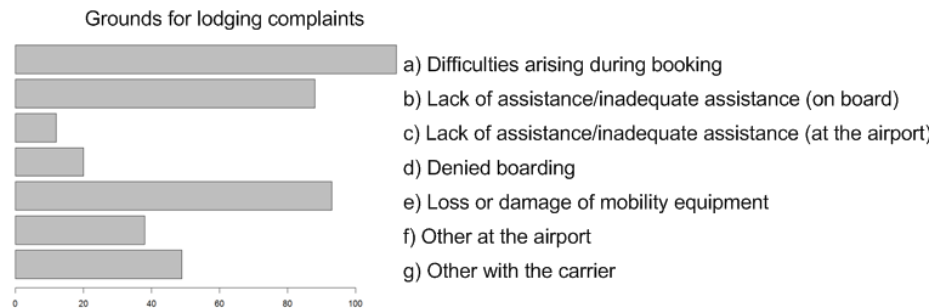 Grounds for lodging complaints
a) Difficulties arising during booking
b) Lack of assistance/inadequate assistance (on board)
c) Lack of assistance/inadequate assistance (at the airport)
d) Denied boarding
e) Loss or damage of mobility equipment
f) Other at the airport
g) Other with the carrier
0 20 40 60 80 100